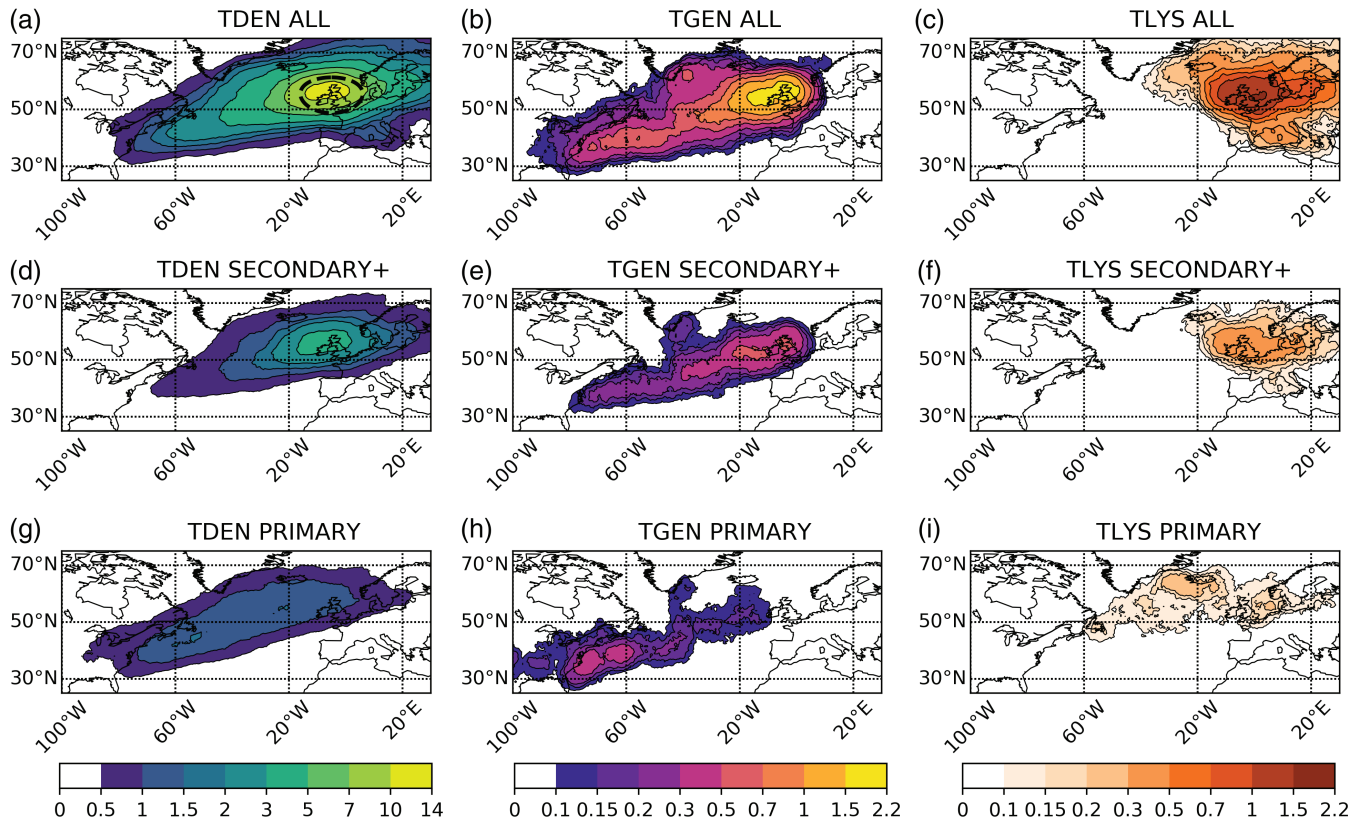 (a) TDEN ALL (b) TGEN ALL (c) TLYS ALL
70°N 70°N 70°N
50°N 50°N 50°N
30°N 30°N 30°N
100°W 60°W 20°W 20°E 100°W 60°W 20°W 20°E 100°W 60°W 20°W 20°E
(d) TDEN SECONDARY+ (e) TGEN SECONDARY+ (f) TLYS SECONDARY+
70°N 70°N 70°N
50°N 50°N 50°N
30°N 30°N 30°N
100°W 60°W 20°W 20°E 100°W 60°W 20°W 20°E 100°W 60°W 20°W 20°E
(g) TDEN PRIMARY (h) TGEN PRIMARY (i) TLYS PRIMARY
70°N 70°N 70°N
50°N 50°N 50°N
30°N 30°N 30°N
100°W 60°W 20°W 20°E 100°W 60°W 20°W 20°E 100°W 60°W 20°W 20°E
0 0.5 1 1.5 2 3 5 7 10 14 0 0.1 0.15 0.2 0.3 0.5 0.7 1 1.5 2.2 0 0.1 0.15 0.2 0.3 0.5 0.7 1 1.5 2.2